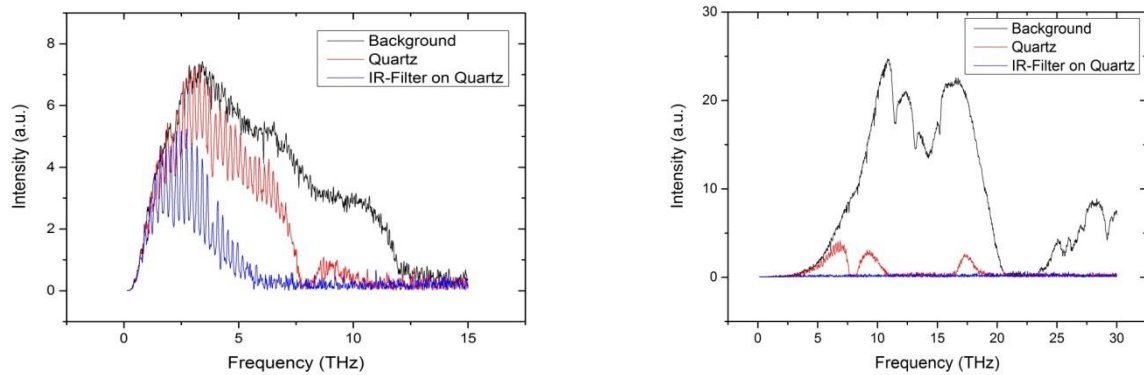 8
6
4
2
0
Intensity (a.u.)
Background
Quartz
IR-Filter on Quartz
0
5
10
15
Frequency (THz)
30
20
10
0
Intensity (a.u.)
Background
Quartz
IR-Filter on Quartz
0
5
10
15
20
25
30
Frequency (THz)